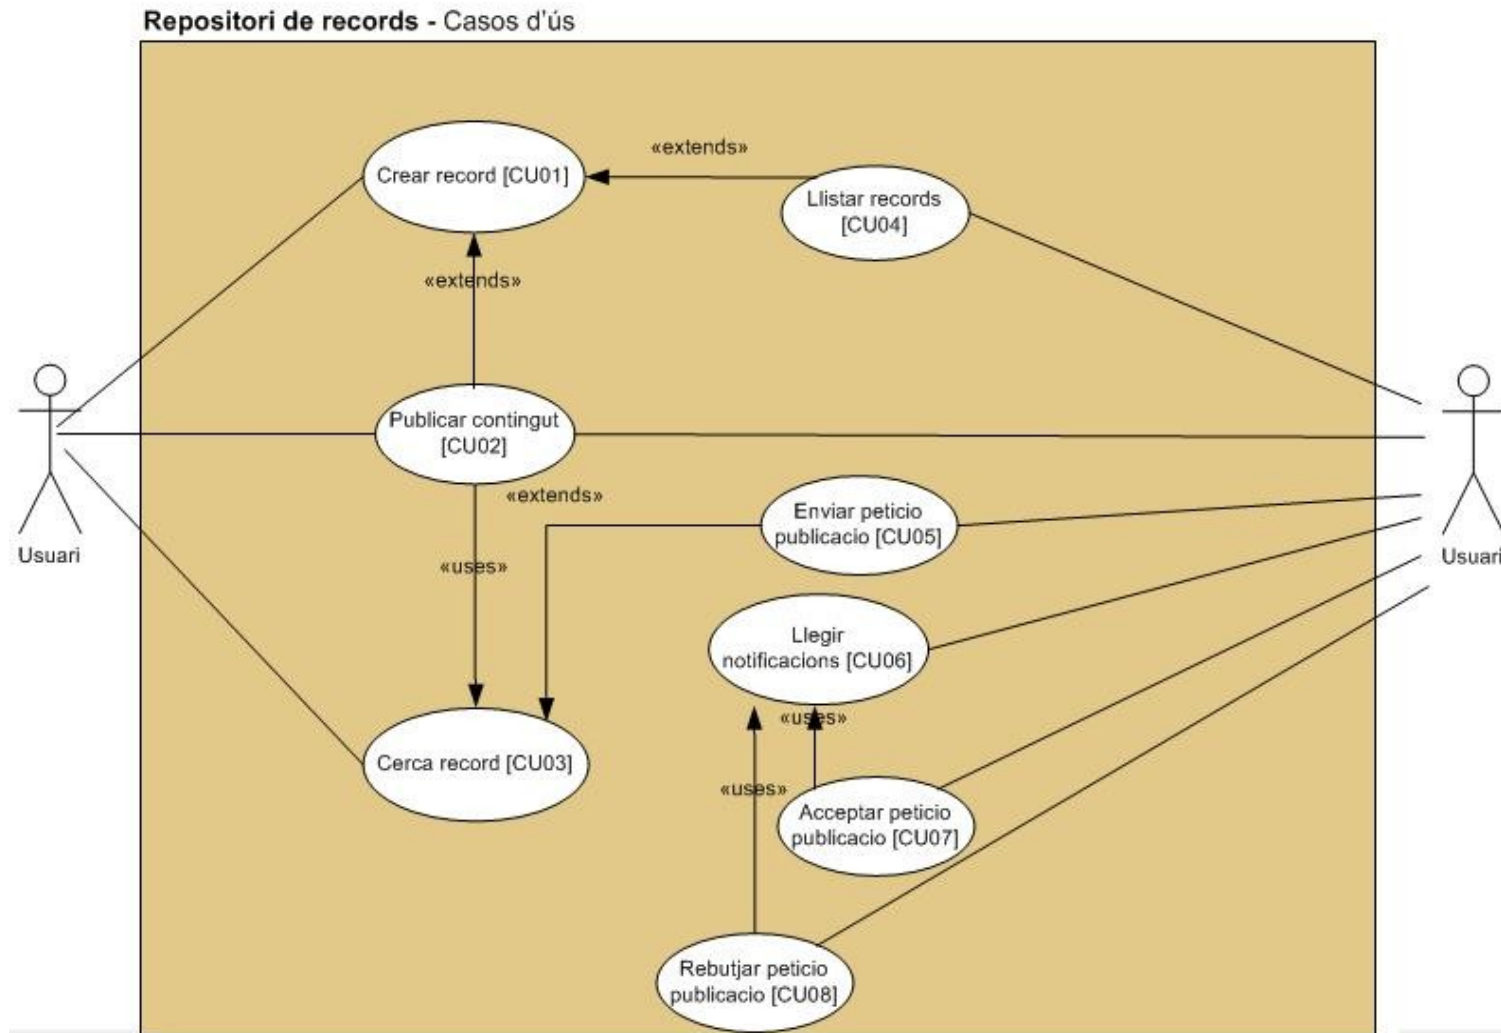 Repositori de records - Casos d'ús
«extends»
Crear record [CU01]
Llistar records
[CU04]
«extends»
Publicar contingut
[CU02]
«extends»
Enviar peticio
publicacio [CU05]
Usuari
Usuari
«uses»
Llegir
notificacions [CU06]
«uses»
Cerca record [CU03]
«uses»
Acceptar peticio
publicacio [CU07]
Rebutjar peticio
publicacio [CU08]